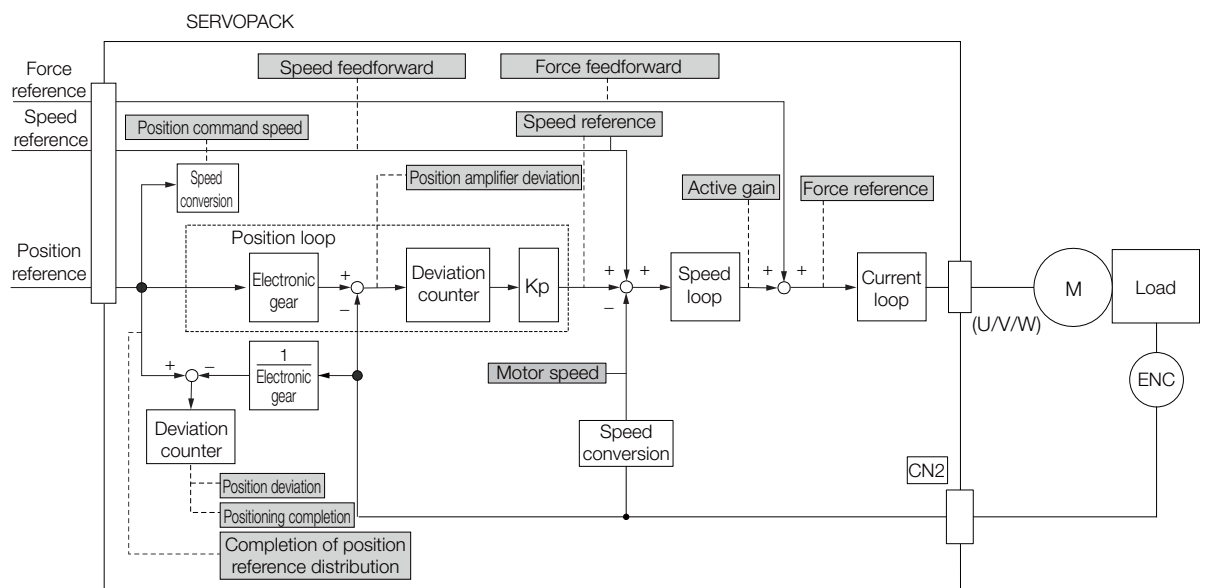 SERVOPACK
Force
reference
Speed
reference
Position
reference
Speed feedforward
Force feedforward
Position command speed
Speed reference
Speed
conversion
Position amplifier deviation
Active gain
Force reference
Position loop
Electronic
gear
+
−
Deviation
counter
Kp
+
+
−
Speed
loop
+
+
Current
loop
(U/V/W)
M
Load
ENC
+
−
1
Electronic
gear
Motor speed
Deviation
counter
Speed
conversion
CN2
Position deviation
Positioning completion
Completion of position
reference distribution